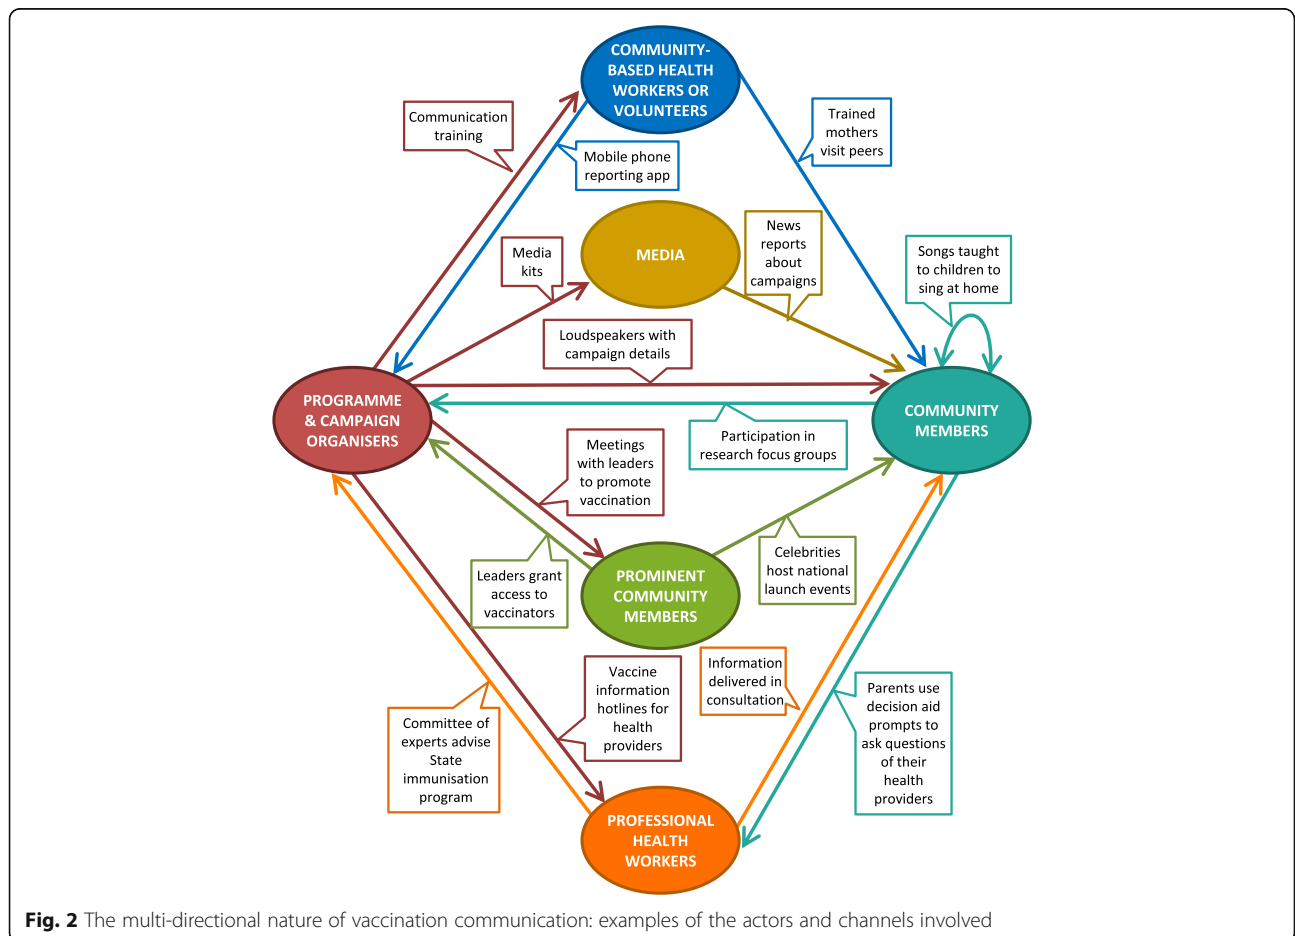 COMMUNITY-
BASED HEALTH
WORKERS OR
VOLUNTEERS
Communication
training
Mobile phone
reporting app
Trained
mothers
visit peers
MEDIA
Media
kits
News
reports
about
campaigns
Songs taught
to children to
sing at home
Loudspeakers with
campaign details
PROGRAMME
& CAMPAIGN
ORGANISERS
COMMUNITY
MEMBERS
Participation in
research focus groups
Meetings
with leaders
to promote
vaccination
Leaders grant
access to
vaccinators
PROMINENT
COMMUNITY
MEMBERS
Celebrities
host national
launch events
Vaccine
information
hotlines for
health
providers
Information
delivered in
consultation
Parents use
decision aid
prompts to
ask questions
of their
health
providers
Committee of
experts advise
State
immunisation
program
PROFESSIONAL
HEALTH
WORKERS
Fig. 2 The multi-directional nature of vaccination communication: examples of the actors and channels involved